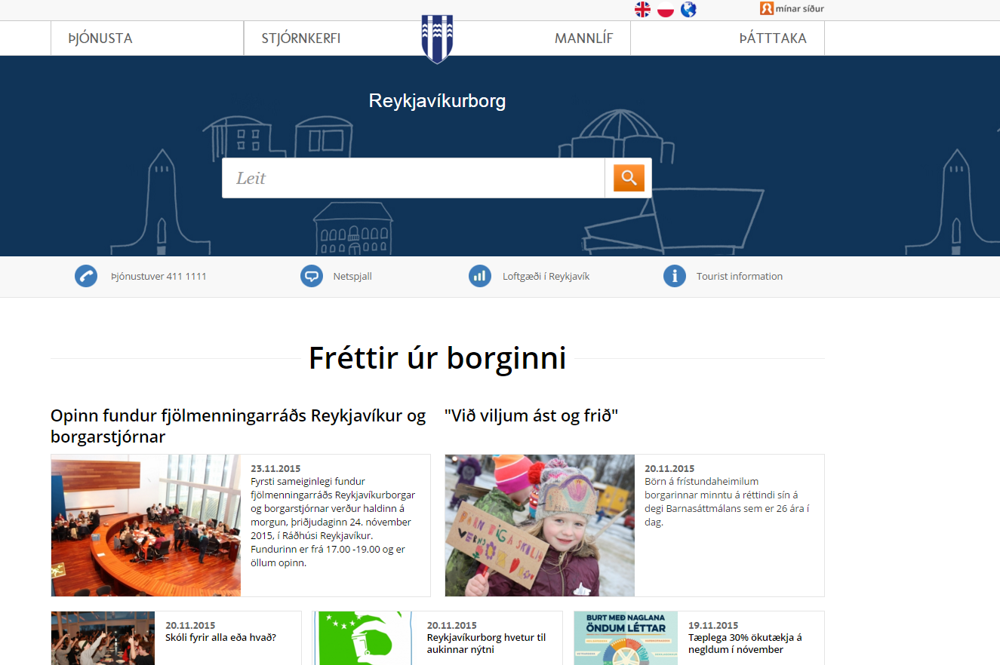 mínar síður
ÞJÓNUSTA
STJÓRNKERFI
MANNLÍF
ÞÁTTTAKA
Reykjavíkurborg
Leit
Þjónustuver 411 1111
Netspjall
Loftgæði í Reykjavík
Tourist information
Fréttir úr borginni
Opinn fundur fjölmenningarráðs Reykjavíkur og
borgarstjórnar
23.11.2015
Fyrsti sameiginlegi fundur
fjölmenningarráðs Reykjavíkurborgar
og borgarstjórnar verður haldinn á
morgun, þriðjudaginn 24. nóvember
2015, í Ráðhúsi Reykjavíkur.
Fundurinn er frá 17.00 -19.00 og er
öllum opinn.
"Við viljum ást og frið"
BÖRN EIGA SKILIÐ
VERND
20.11.2015
Börn á frístundaheimilum
borgarinnar minntu á réttindi sín á
degi Barnasáttmálans sem er 26 ára í
dag.
20.11.2015
Skóli fyrir alla eða hvað?
20.11.2015
Reykjavíkurborg hvetur til
aukinnar nýtni
BURT MEÐ NAGLANA
ÖNDUM LÉTTAR
19.11.2015
Tæplega 30% ökutækja á
negldum í nóvember